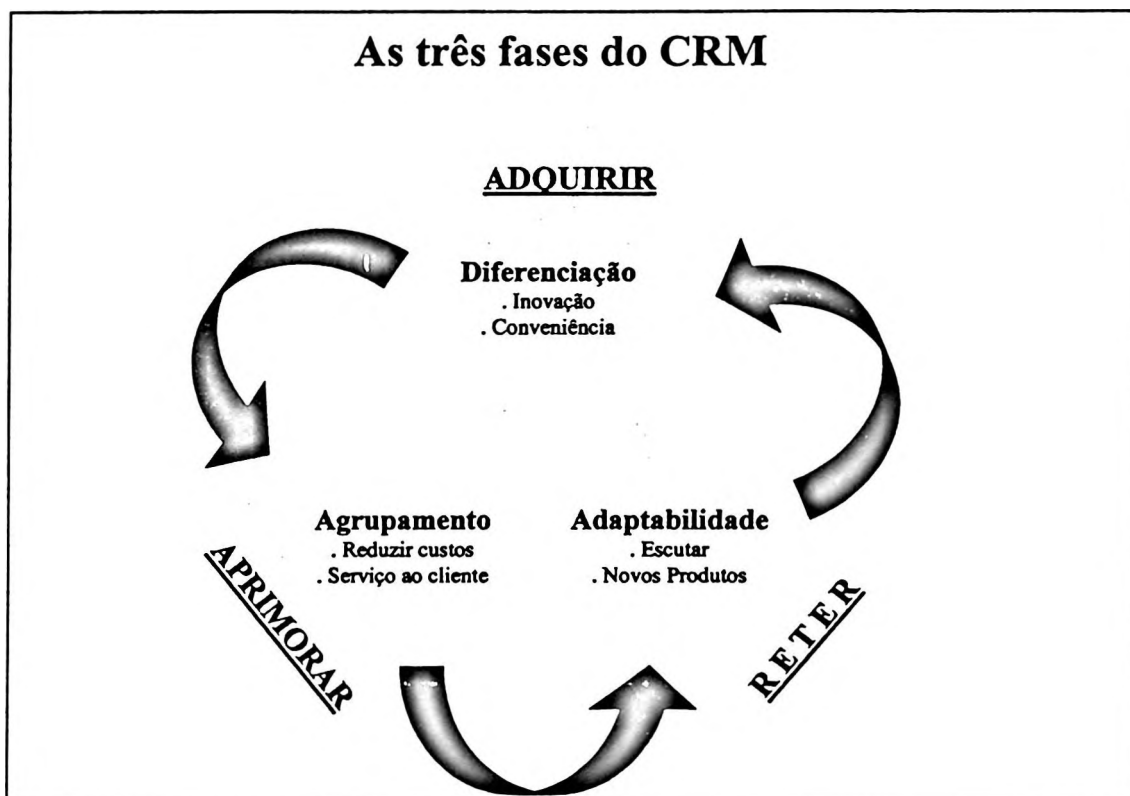 As três fases do CRM
ADQUIRIR
Diferenciação
. Inovação
. Conveniência
Agrupamento
. Reduzir custos
. Serviço ao cliente
Adaptabilidade
. Escutar
. Novos Produtos
APRIMORAR
RETER